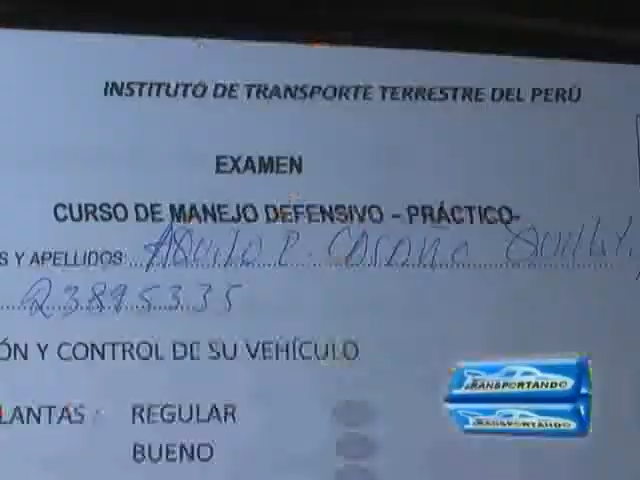 INSTITUTO DE TRANSPORTE TERRESTRE DEL PERÚ
EXAMEN
CURSO DE MANEJO DEFENSIVO - PRÁCTICO-
S Y APELLIDOS: P.
23895335
ÓN Y CONTROL DE SU VEHÍCULO
LANTAS : REGULAR
BUENO
TRANSPORTANDO
TRANSPORTANDO